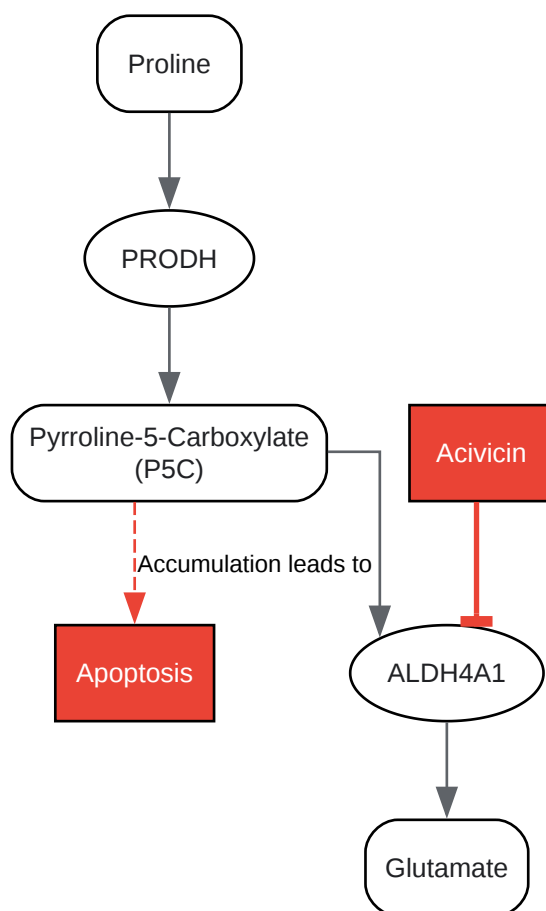 Proline
PRODH
Pyrroline-5-Carboxylate
(P5C)
Acivicin
Accumulation leads to
Apoptosis
ALDH4A1
Glutamate